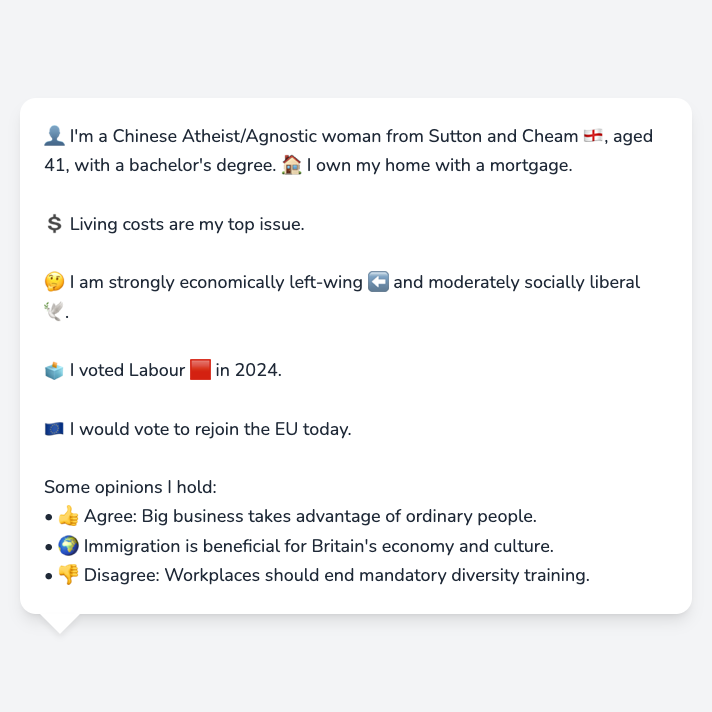 👤 I'm a Chinese Atheist/Agnostic woman from Sutton and Cheam 🏴󠁧󠁢󠁥󠁮󠁧󠁿, aged
41, with a bachelor's degree. 🏠 I own my home with a mortgage.
💲 Living costs are my top issue.
🤔 I am strongly economically left-wing ⬅️ and moderately socially liberal
🕊️.
🗳️ I voted Labour 🟥 in 2024.
🇪🇺 I would vote to rejoin the EU today.
Some opinions I hold:
• 👍 Agree: Big business takes advantage of ordinary people.
• 🌍 Immigration is beneficial for Britain's economy and culture.
• 👎 Disagree: Workplaces should end mandatory diversity training.